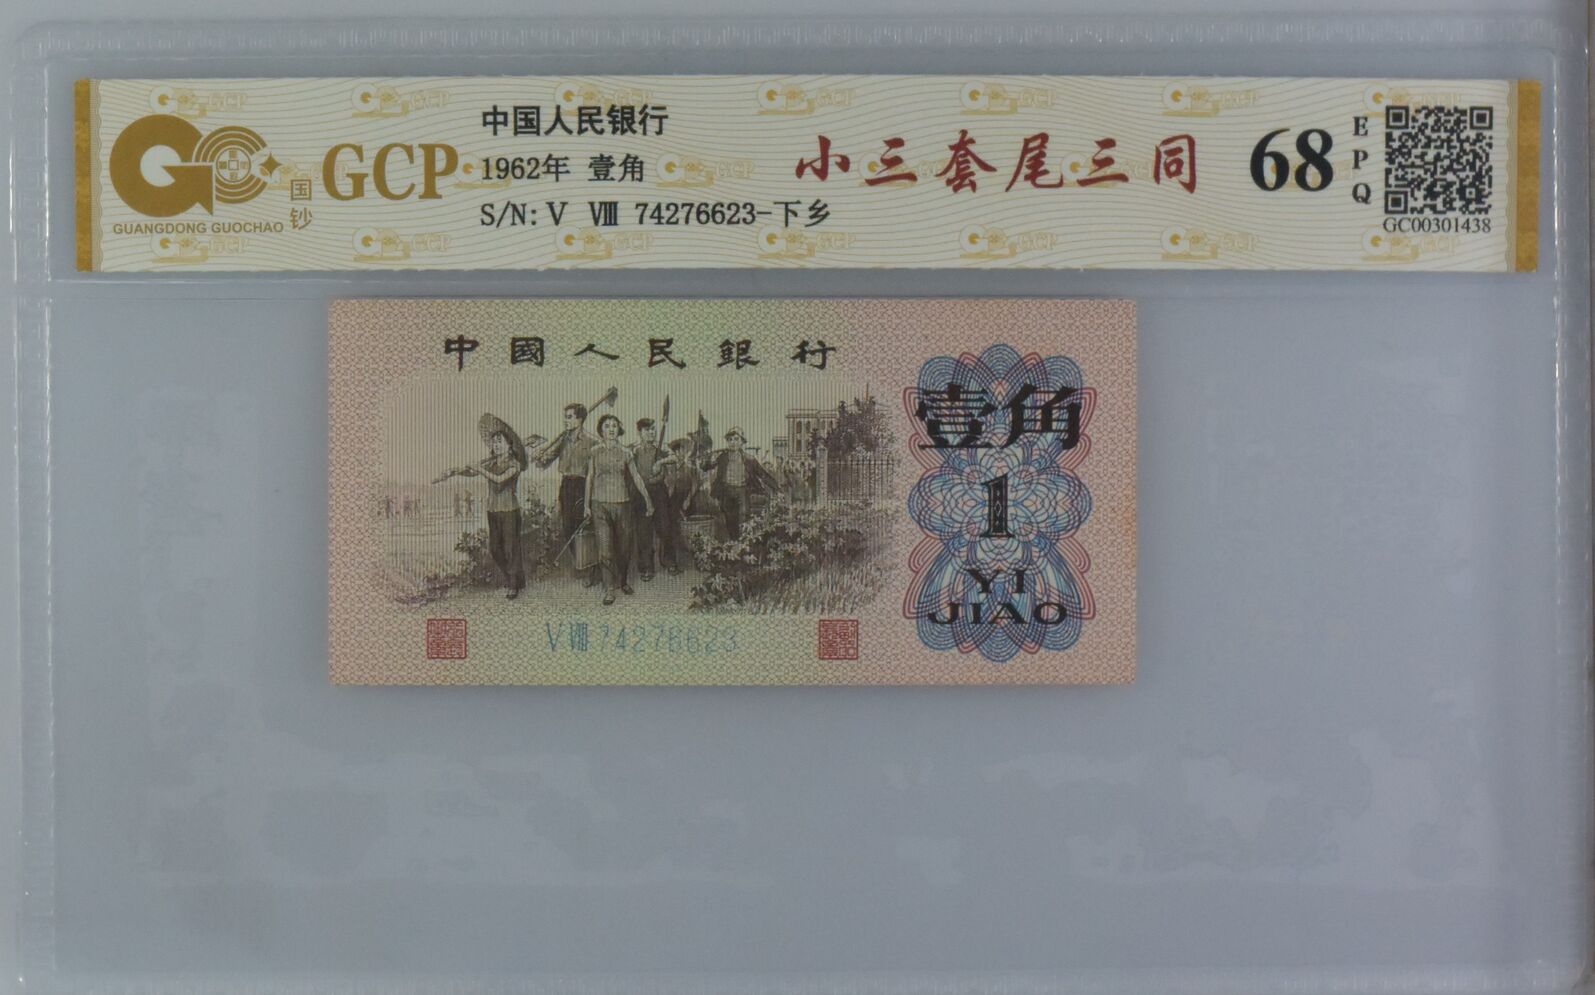 GCP
国钞
GUANGDONG GUOCHAO
中国人民银行
1962年 壹角
S/N: V Ⅷ 74276623-下乡
小三套尾三同
68
EPQ
GC00301438
中國人民銀行
壹角
1
YI
JIAO
V Ⅷ 74276623